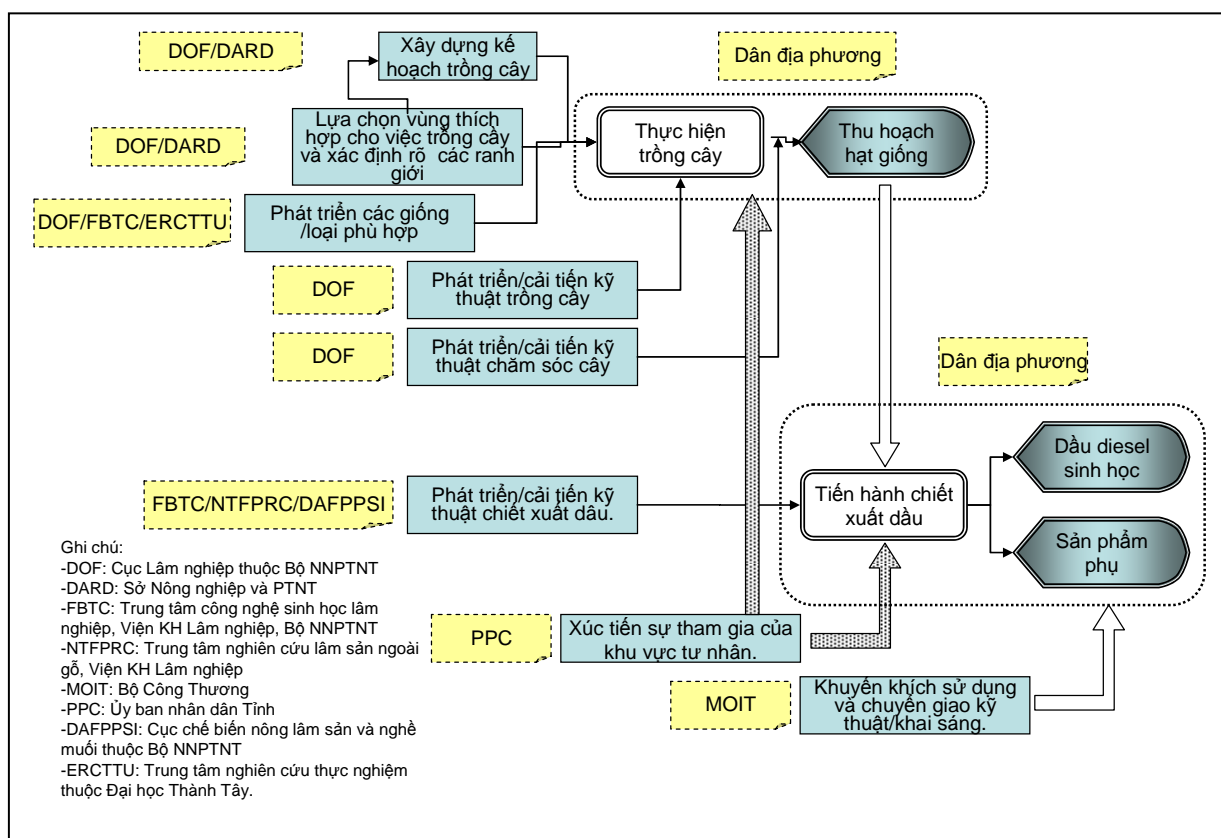 DOF/DARD
Xây dựng kế
hoạch trồng cây
Dân địa phương
DOF/DARD
Lựa chọn vùng thích
hợp cho việc trồng cây
và xác định rõ các ranh
giới
Thực hiện
trồng cây
Thu hoạch
hạt giống
DOF/FBTC/ERCTTU
Phát triển các giống
/loại phù hợp
DOF
Phát triển/cải tiến kỹ
thuật trồng cây
DOF
Phát triển/cải tiến kỹ
thuật chăm sóc cây
Dân địa phương
FBTC/NTFPRC/DAFPPSI
Phát triển/cải tiến kỹ
thuật chiết xuất dầu.
Tiến hành chiết
xuất dầu
Dầu diesel
sinh học
Sản phẩm
phụ
PPC
Xúc tiến sự tham gia của
khu vực tư nhân.
MOIT
Khuyến khích sử dụng
và chuyển giao kỹ
thuật/khai sáng.
Ghi chú:
-DOF: Cục Lâm nghiệp thuộc Bộ NNPTNT
-DARD: Sở Nông nghiệp và PTNT
-FBTC: Trung tâm công nghệ sinh học lâm
nghiệp, Viện KH Lâm nghiệp, Bộ NNPTNT
-NTFPRC: Trung tâm nghiên cứu lâm sản ngoài
gỗ, Viện KH Lâm nghiệp
-MOIT: Bộ Công Thương
-PPC: Ủy ban nhân dân Tỉnh
-DAFPPSI: Cục chế biến nông lâm sản và nghề
muối thuộc Bộ NNPTNT
-ERCTTU: Trung tâm nghiên cứu thực nghiệm
thuộc Đại học Thành Tây.